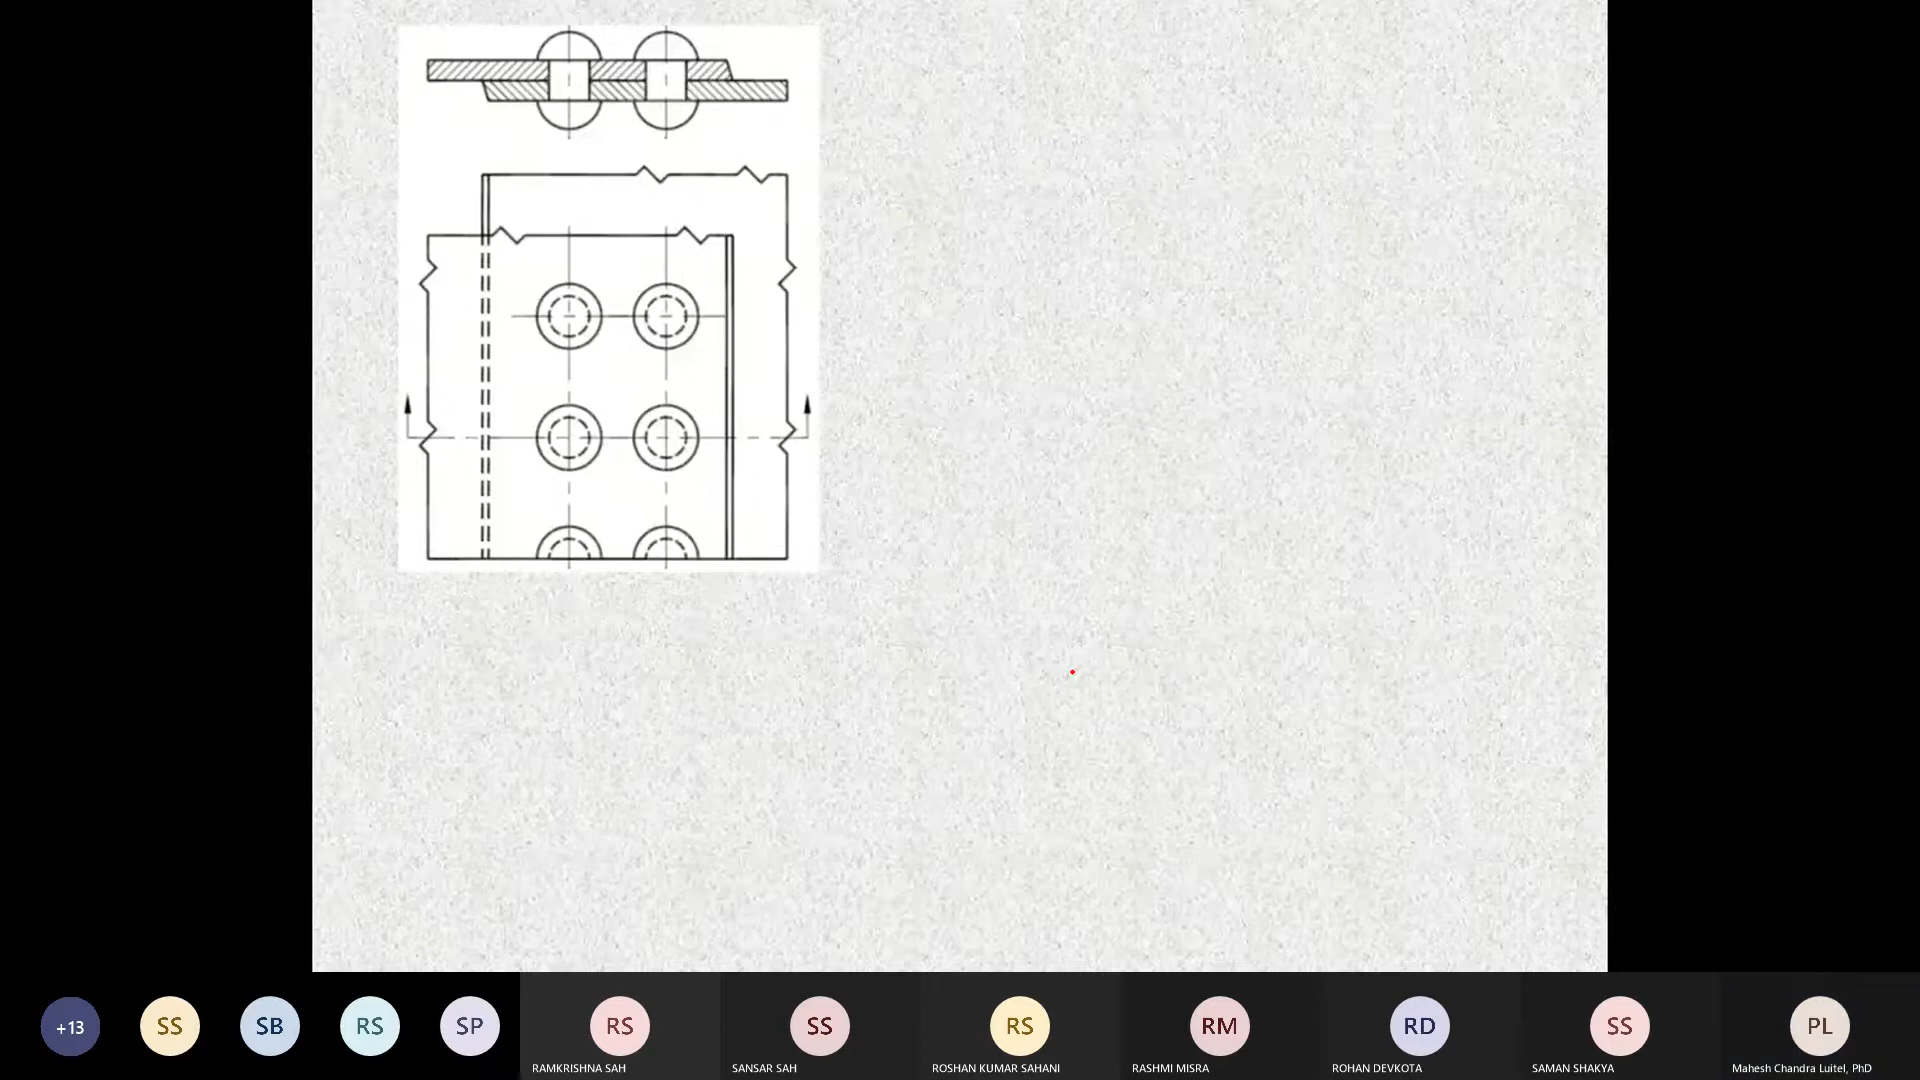 +13
SS
SB
RS
SP
RS
SS
RS
RM
RD
SS
PL
RAMKRISHNA SAH
SANSAR SAH
ROSHAN KUMAR SAHANI
RASHMI MISRA
ROHAN DEVKOTA
SAMAN SHAKYA
Mahesh Chandra Luitel, PhD